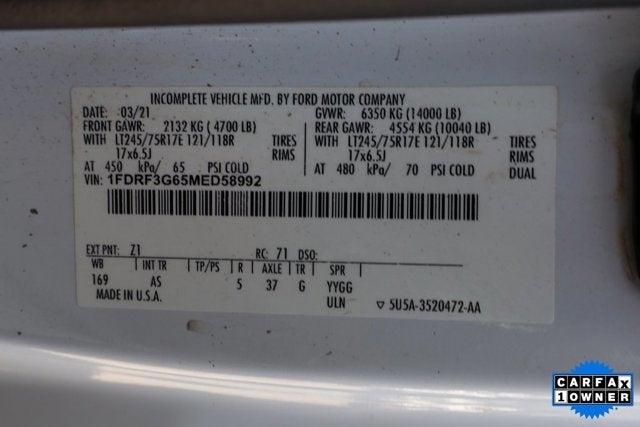 INCOMPLETE VEHICLE MFD. BY FORD MOTOR COMPANY
DATE: 03/21 GVWR: 6350 KG (14000 LB)
FRONT GAWR: 2132 KG (4700 LB) REAR GAWR: 4554 KG (10040 LB)
WITH LT245/75R17E 121/118R TIRES WITH LT245/75R17E 121/118R TIRES
17x6.5J RIMS 17x6.5J RIMS
AT 450 kPa/ 65 PSI COLD AT 480 kPa/ 70 PSI COLD DUAL
VIN: 1FDRF3G65MED58992
EXT PNT: Z1 RC: 71 DSO:
WB INT TR TP/PS R AXLE TR SPR
169 AS 5 37 G YYGG
MADE IN U.S.A. ULN ▽ 5U5A-3520472-AA
CARFAX
1 OWNER